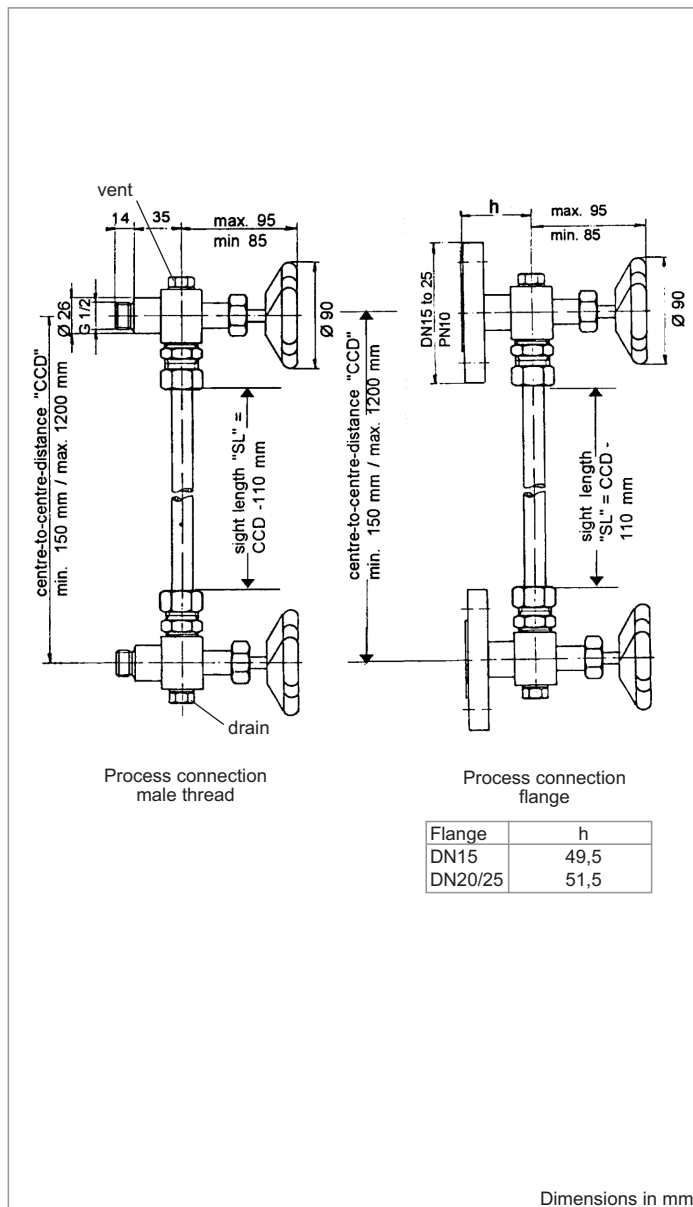 vent
14
35
max. 95
min 85
Ø 26
G 1/2
Ø 90
centre-to-centre-distance "CCD"
min. 150 mm / max. 1200 mm
sight length "SL" =
CCD -110 mm
drain
Process connection
male thread
h
max. 95
min. 85
DN15 to 25
PN10
Ø 90
centre-to-centre-distance "CCD"
min. 150 mm / max. 1200 mm
sight length
"SL" = CCD -
110 mm
Process connection
flange
Flange h
DN15 49,5
DN20/25 51,5
Dimensions in mm